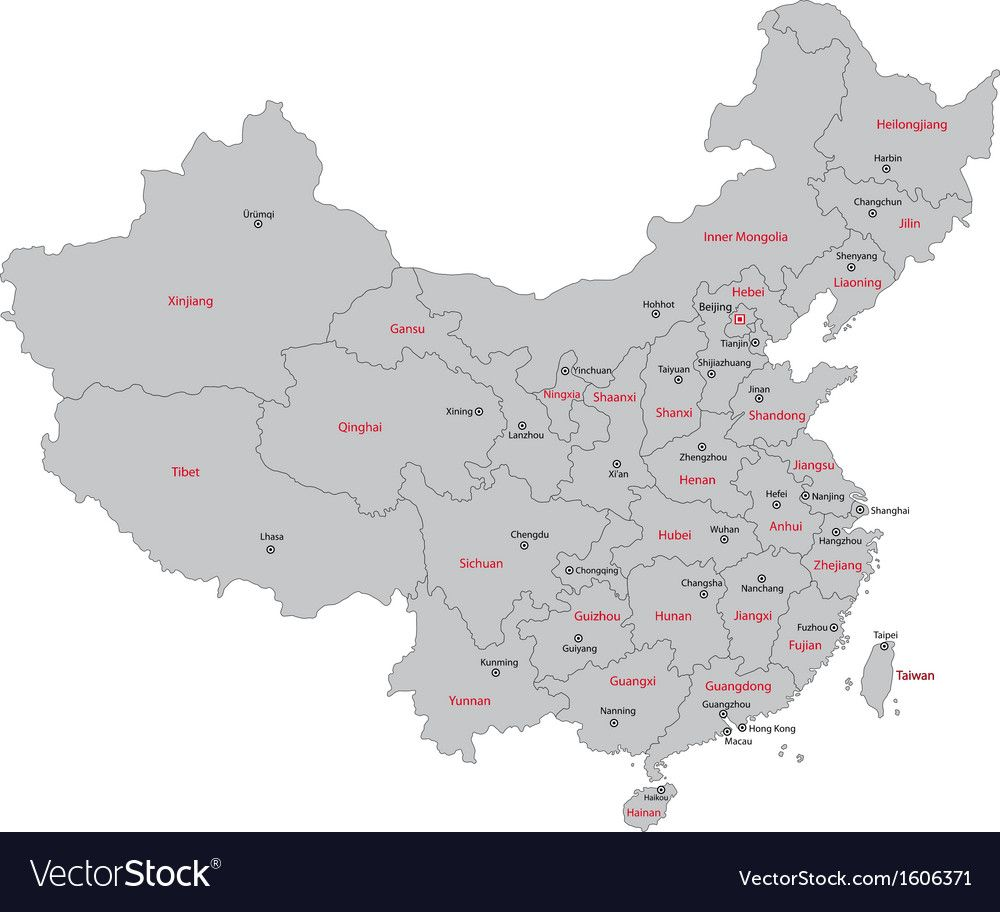 Heilongjiang
Harbin
Changchun
Jilin
Ürümqi
Inner Mongolia
Shenyang
Liaoning
Xinjiang
Hebei
Hohhot
Beijing
Gansu
Tianjin
Yinchuan
Taiyuan
Shijiazhuang
Ningxia
Shaanxi
Jinan
Xining
Shanxi
Shandong
Qinghai
Lanzhou
Zhengzhou
Tibet
Xi'an
Henan
Jiangsu
Hefei
Nanjing
Shanghai
Lhasa
Chengdu
Hubei
Wuhan
Anhui
Hangzhou
Sichuan
Chongqing
Zhejiang
Changsha
Nanchang
Guizhou
Hunan
Jiangxi
Fuzhou
Taipei
Guiyang
Fujian
Kunming
Taiwan
Guangxi
Guangdong
Yunnan
Nanning
Guangzhou
Hong Kong
Macau
Haikou
Hainan
VectorStock®
VectorStock.com/1606371